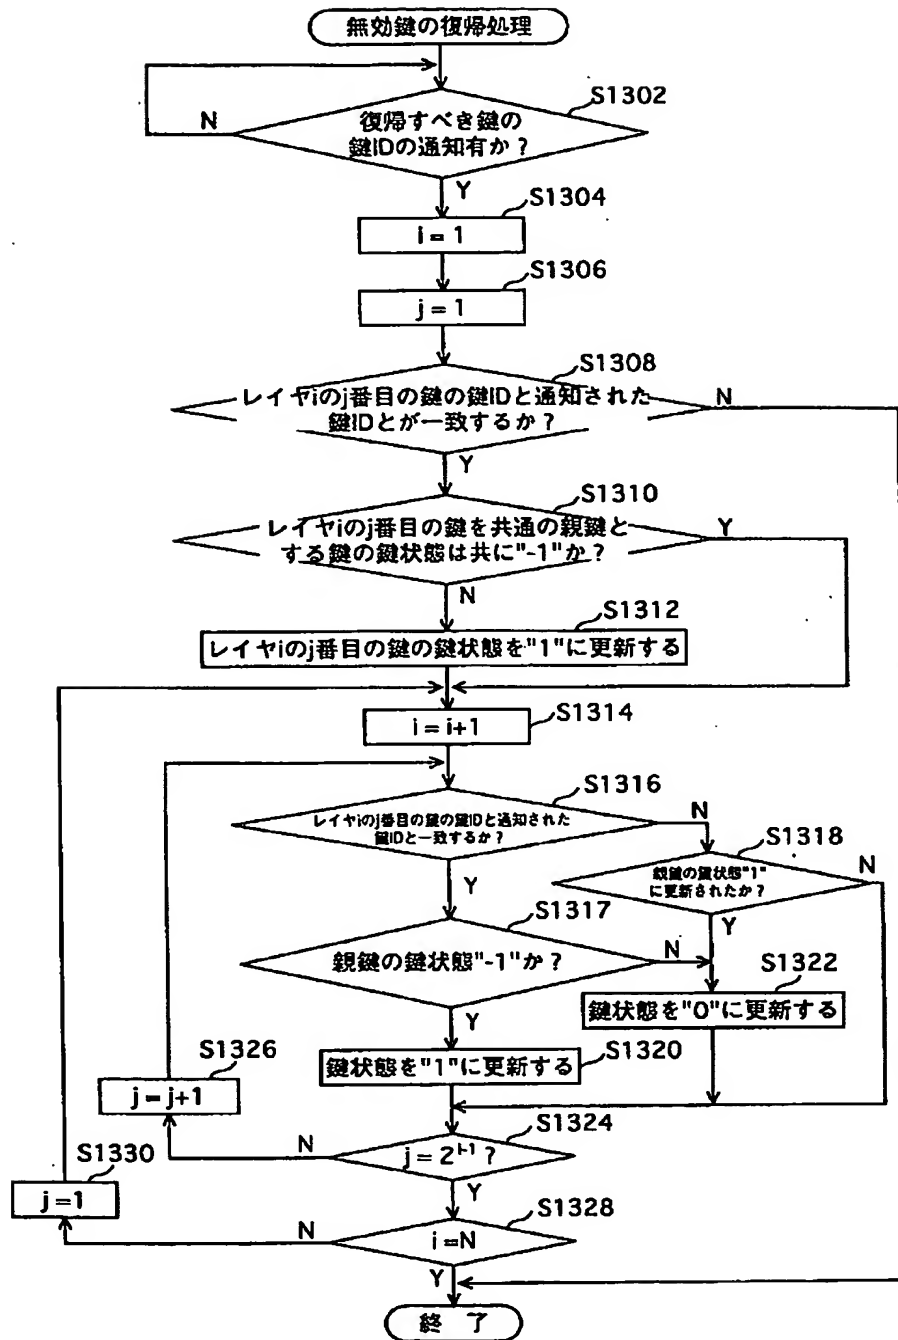 無効鍵の復帰処理
S1302
復帰すべき鍵の
鍵IDの通知有か？
N
Y
S1304
i = 1
S1306
j = 1
S1308
レイヤiのj番目の鍵の鍵IDと通知された
鍵IDとが一致するか？
N
Y
S1310
レイヤiのj番目の鍵を共通の親鍵と
する鍵の鍵状態は共に"-1"か？
Y
N
S1312
レイヤiのj番目の鍵の鍵状態を"1"に更新する
S1314
i = i+1
S1316
レイヤiのj番目の鍵の鍵IDと通知された
鍵IDと一致するか？
N
Y
S1318
親鍵の鍵状態"1"
に更新されたか？
N
Y
S1317
親鍵の鍵状態"-1"か？
N
Y
S1322
鍵状態を"0"に更新する
S1320
鍵状態を"1"に更新する
S1326
j = j+1
S1324
j = 2^{i-1} ?
N
Y
S1330
j = 1
S1328
i = N
N
Y
終 了